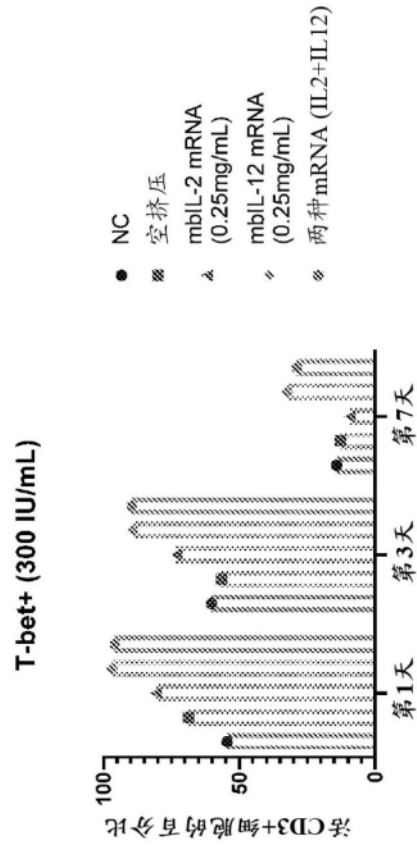 T-bet+ (300 IU/mL)
活CD3+细胞的百分比
100
50
0
第1天
第3天
第7天
NC
空挤压
mbIL-2 mRNA
(0.25mg/mL)
mbIL-12 mRNA
(0.25mg/mL)
两种mRNA (IL2+IL12)